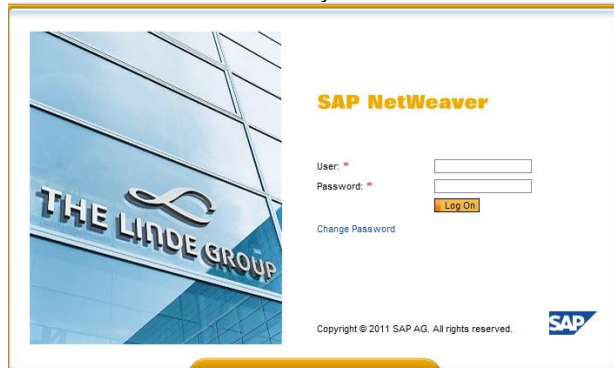 THE LINDE GROUP
SAP NetWeaver
User: *
Password: *
Log On
Change Password
Copyright © 2011 SAP AG. All rights reserved.
SAP